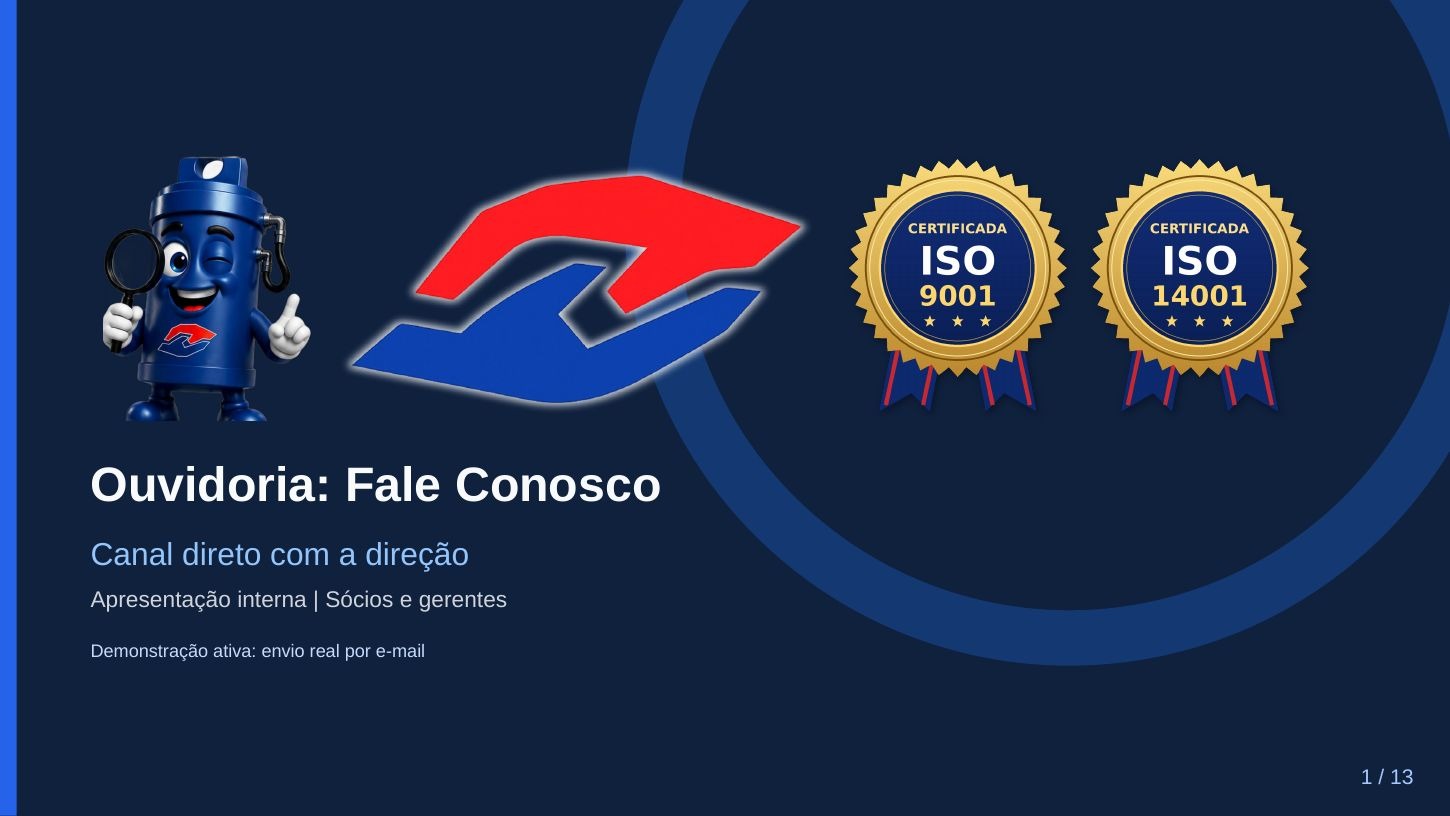 CERTIFICADA
ISO
9001
CERTIFICADA
ISO
14001
Ouvidoria: Fale Conosco
Canal direto com a direção
Apresentação interna | Sócios e gerentes
Demonstração ativa: envio real por e-mail
1 / 13